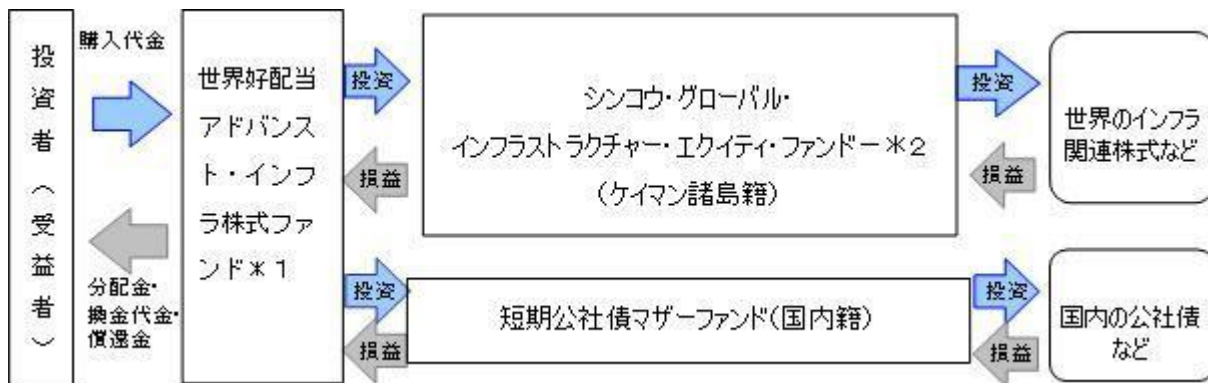 投資者（受益者）
購入代金
分配金・
換金代金・
償還金
世界好配当
アドバンス
ト・インフ
ラ株式ファ
ンド＊１
投資
損益
投資
損益
シンコウ・グローバル・
インフラストラクチャー・エクイティ・ファンドー＊2
（ケイマン諸島籍）
短期公社債マザーファンド（国内籍）
投資
損益
投資
損益
世界のインフラ
関連株式など
国内の公社債
など